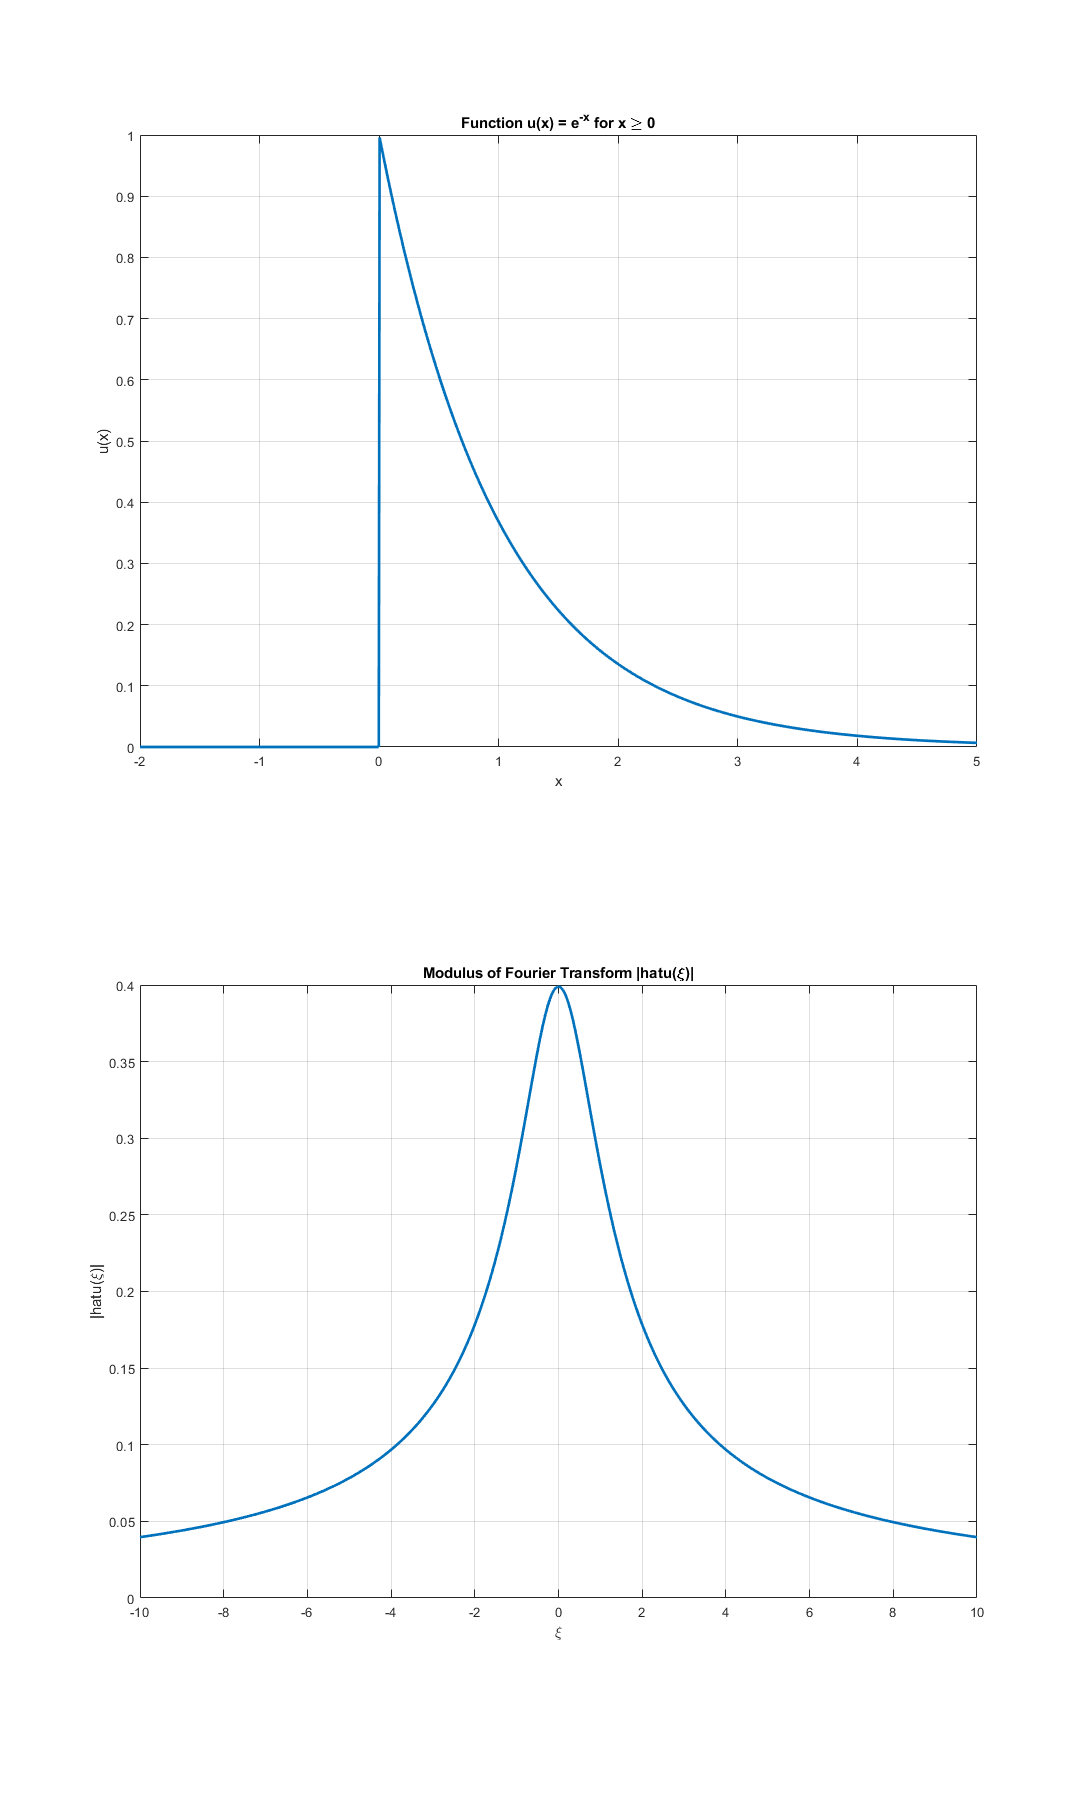 Function u(x) = e^-x for x ≥ 0
1
0.9
0.8
0.7
0.6
u(x)
0.5
0.4
0.3
0.2
0.1
0
-2 -1 0 1 2 3 4 5
x
Modulus of Fourier Transform |hatu(ξ)|
0.4
0.35
0.3
0.25
|hatu(ξ)|
0.2
0.15
0.1
0.05
0
-10 -8 -6 -4 -2 0 2 4 6 8 10
ξ